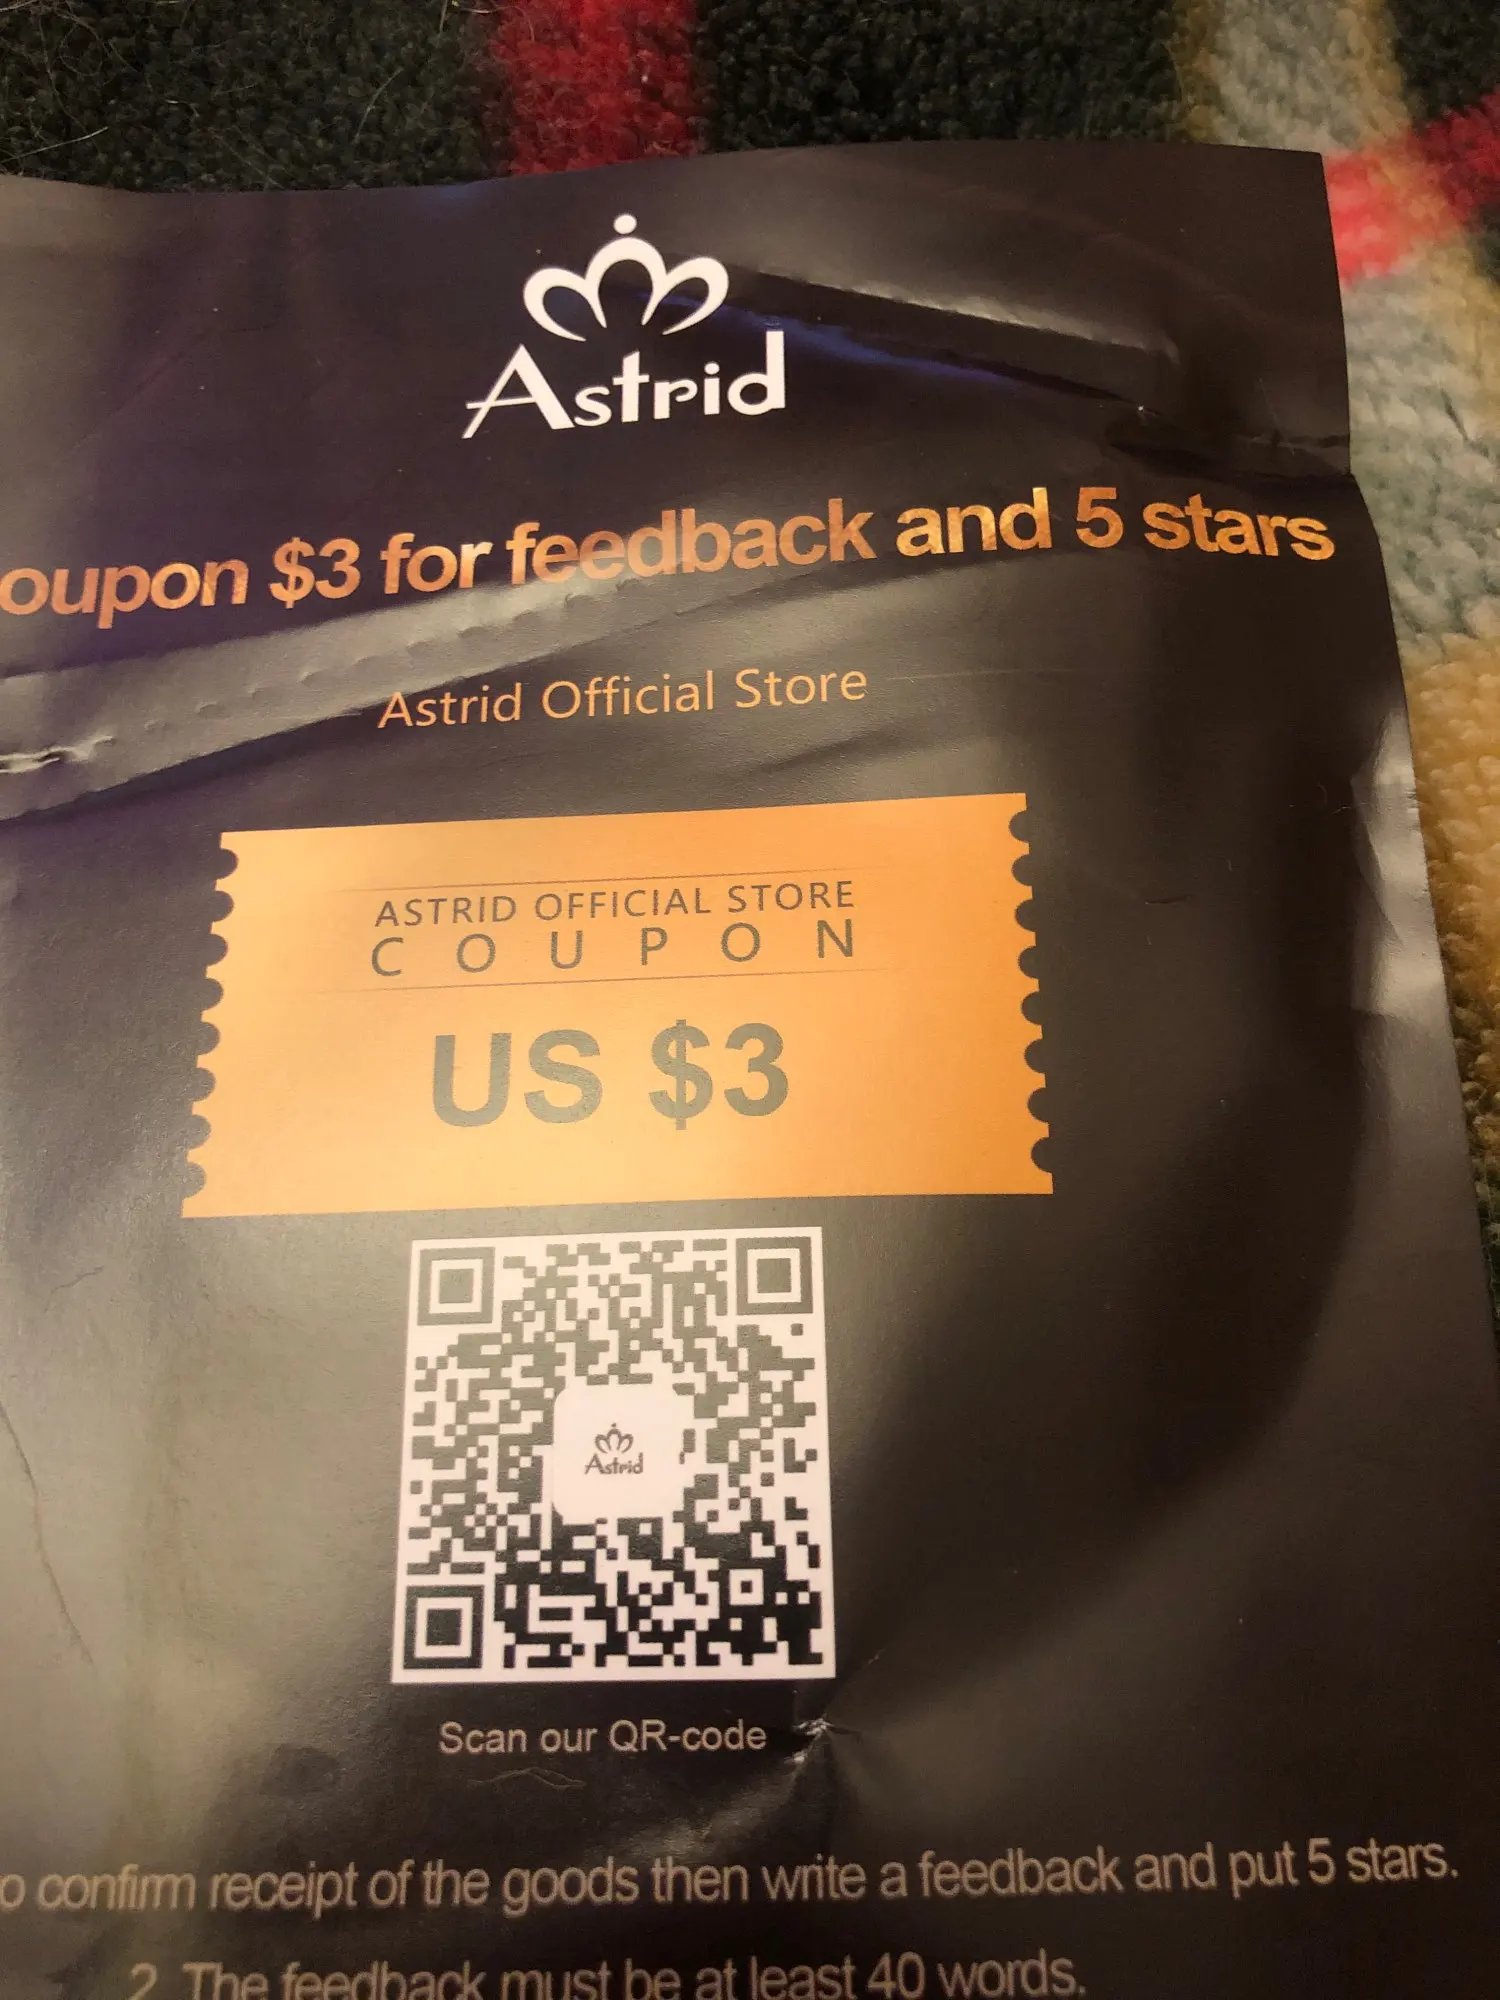 Astrid
oupon $3 for feedback and 5 stars
Astrid Official Store
ASTRID OFFICIAL STORE
COUPON
US $3
Astrid
Scan our QR-code
o confirm receipt of the goods then write a feedback and put 5 stars.
2. The feedback must be at least 40 words.